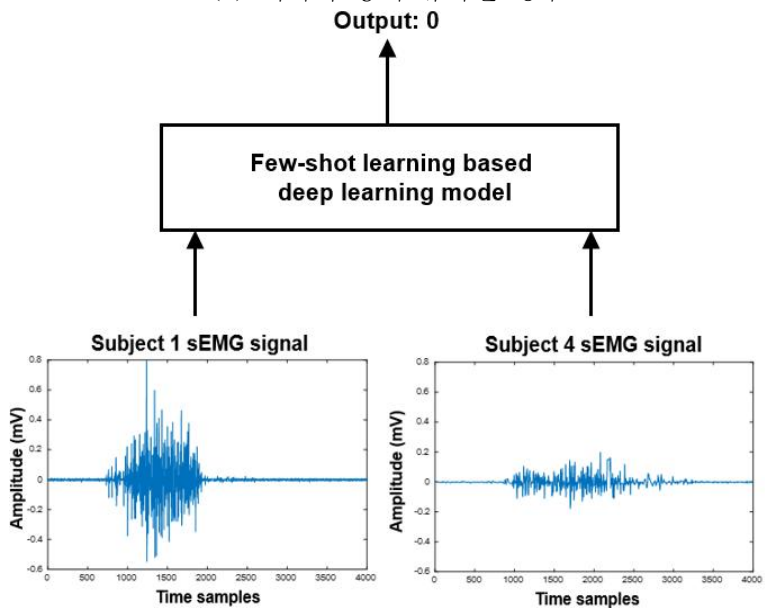 Output: 0
Few-shot learning based
deep learning model
Subject 1 sEMG signal
Subject 4 sEMG signal
Amplitude (mV)
0.8
0.6
0.4
0.2
0
-0.2
-0.4
-0.6
0 500 1000 1500 2000 2500 3000 3500 4000
Time samples
Amplitude (mV)
0.8
0.6
0.4
0.2
0
-0.2
-0.4
-0.6
0 500 1000 1500 2000 2500 3000 3500 4000
Time samples